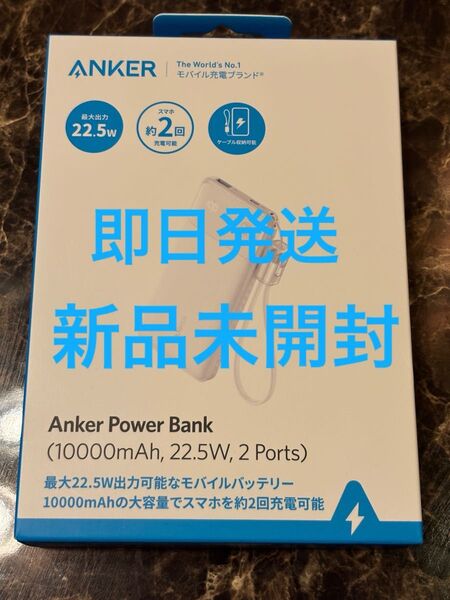 ANKER
The World's No.1
モバイル充電ブランド®
最大出力
22.5w
スマホ
約2回
充電可能
ケーブル収納可能
即日発送
新品未開封
Anker Power Bank
(10000mAh, 22.5W, 2 Ports)
最大22.5W出力可能なモバイルバッテリー
10000mAhの大容量でスマホを約2回充電可能